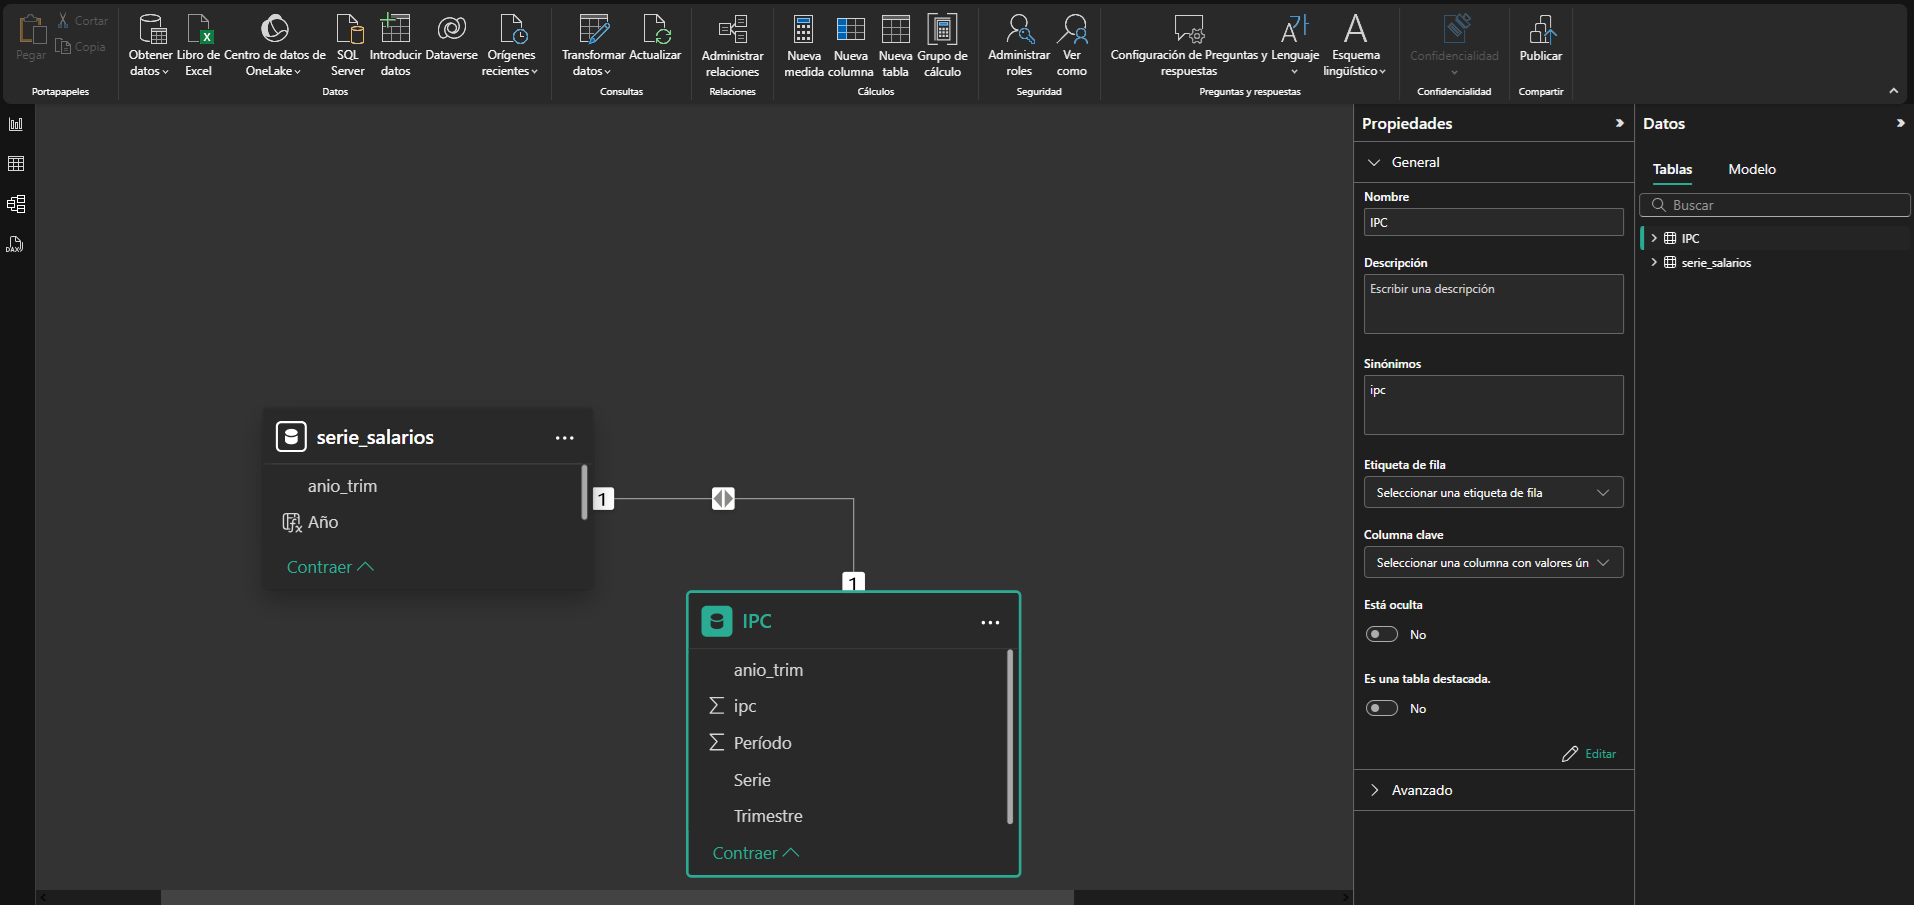 Pegar
Cortar
Copia
Portapapeles
Obtener datos
Libro de Excel
Centro de datos de OneLake
SQL Server
Introducir datos
Dataverse
Orígenes recientes
Datos
Transformar datos
Actualizar
Consultas
Administrar relaciones
Relaciones
Nueva medida
Nueva columna
Nueva tabla
Grupo de cálculo
Cálculos
Administrar roles
Ver como
Seguridad
Configuración de Preguntas y respuestas
Lenguaje
Esquema lingüístico
Preguntas y respuestas
Confidencialidad
Confidencialidad
Publicar
Compartir
DAX
serie_salarios
anio_trim
Año
Contraer
1
1
IPC
anio_trim
ipc
Período
Serie
Trimestre
Contraer
Propiedades
General
Nombre
IPC
Descripción
Escribir una descripción
Sinónimos
ipc
Etiqueta de fila
Seleccionar una etiqueta de fila
Columna clave
Seleccionar una columna con valores ún
Está oculta
No
Es una tabla destacada.
No
Editar
Avanzado
Datos
Tablas Modelo
Buscar
IPC
serie_salarios